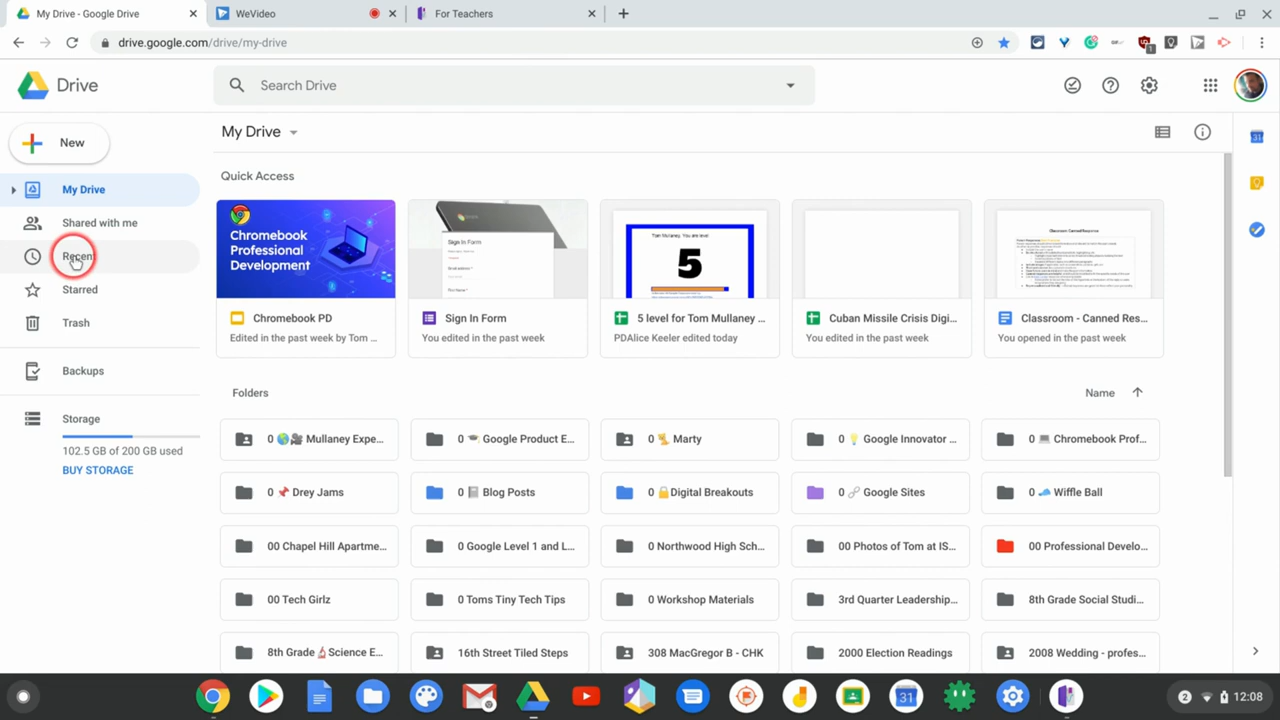 My Drive - Google Drive
WeVideo
For Teachers
drive.google.com/drive/my-drive
Drive
Search Drive
New
My Drive
Shared with me
Recent
Starred
Trash
Backups
Storage
102.5 GB of 200 GB used
BUY STORAGE
My Drive
Quick Access
Chromebook
Professional
Development
Sign In Form
Tom Mullaney, You are level
5
Chromebook PD
Edited in the past week by Tom ...
Sign In Form
You edited in the past week
5 level for Tom Mullaney ...
PDAlice Keeler edited today
Cuban Missile Crisis Digi...
You edited in the past week
Classroom - Canned Res...
You opened in the past week
Folders
Name
0 🌎🎥 Mullaney Expe...
0 🎓 Google Product E...
0 🐕 Marty
0 💡 Google Innovator ...
0 💻 Chromebook Prof...
0 📌 Drey Jams
0 📓 Blog Posts
0 🔒Digital Breakouts
0 🔗 Google Sites
0 Wiffle Ball
00 Chapel Hill Apartme...
0 Google Level 1 and L...
0 Northwood High Sch...
00 Photos of Tom at IS...
00 Professional Develo...
00 Tech Girlz
0 Toms Tiny Tech Tips
0 Workshop Materials
3rd Quarter Leadership...
8th Grade Social Studi...
8th Grade 🔬Science E...
16th Street Tiled Steps
308 MacGregor B - CHK
2000 Election Readings
2008 Wedding - profes...
31
1
31
2
12:08